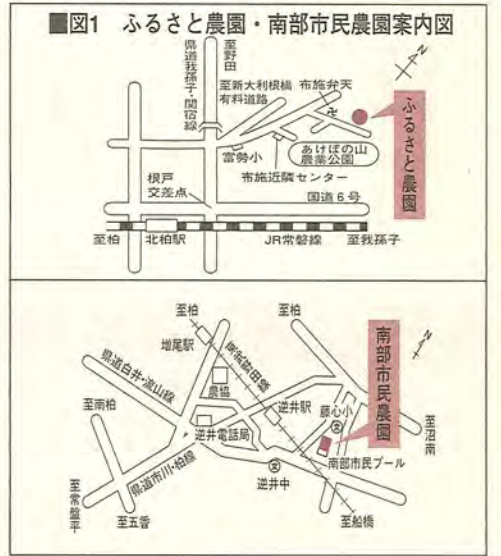 ■図1 ふるさと農園・南部市民農園案内図
県道我孫子・関宿線
至野田
至新大利根橋
有料道路
布施弁天
卍
ふるさと農園
あけぼの山
農業公園
富勢小
布施近隣センター
根戸
交差点
国道6号
至柏
北柏駅
JR常磐線
至我孫子
N
至柏
増尾駅
東武野田線
至柏
県道白井・流山線
農協
南部市民農園
至南柏
逆井駅
藤心小
文
逆井電話局
至沼南
南部市民プール
県道市川・柏線
文
逆井中
至常盤平
至五香
至船橋
N